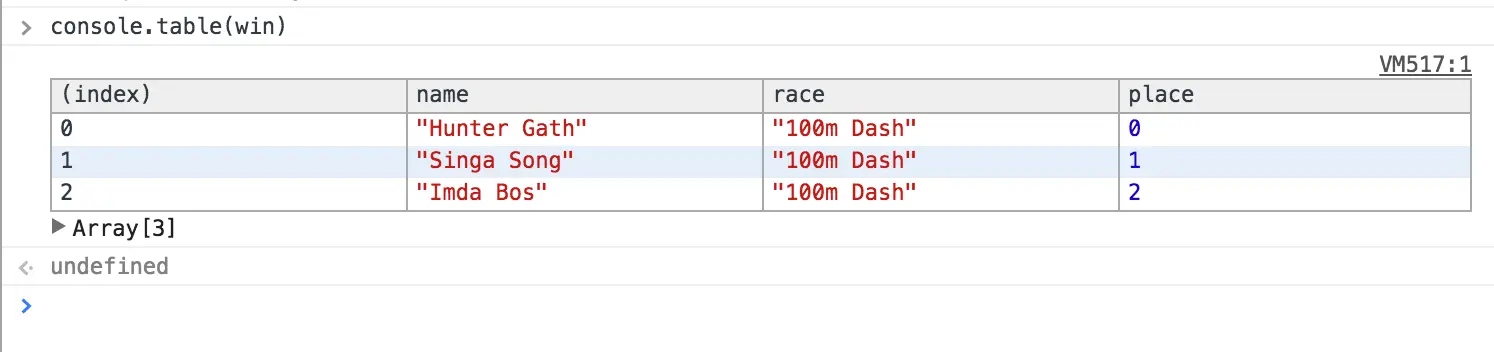 console.table(win)
VM517:1
(index) name race place
0 "Hunter Gath" "100m Dash" 0
1 "Singa Song" "100m Dash" 1
2 "Imda Bos" "100m Dash" 2
Array[3]
undefined